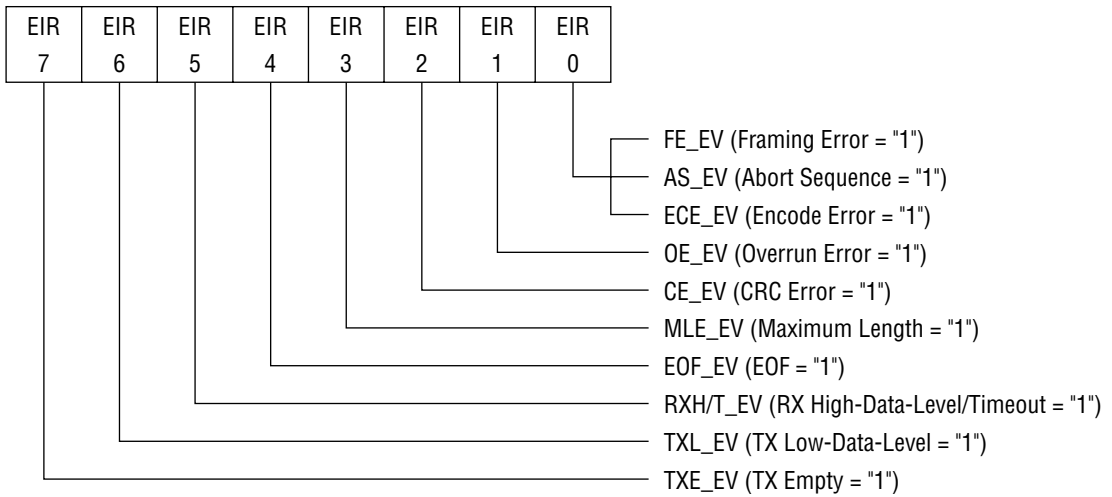 EIR EIR EIR EIR EIR EIR EIR EIR
7 6 5 4 3 2 1 0
FE_EV (Framing Error = "1")
AS_EV (Abort Sequence = "1")
ECE_EV (Encode Error = "1")
OE_EV (Overrun Error = "1")
CE_EV (CRC Error = "1")
MLE_EV (Maximum Length = "1")
EOF_EV (EOF = "1")
RXH/T_EV (RX High-Data-Level/Timeout = "1")
TXL_EV (TX Low-Data-Level = "1")
TXE_EV (TX Empty = "1")